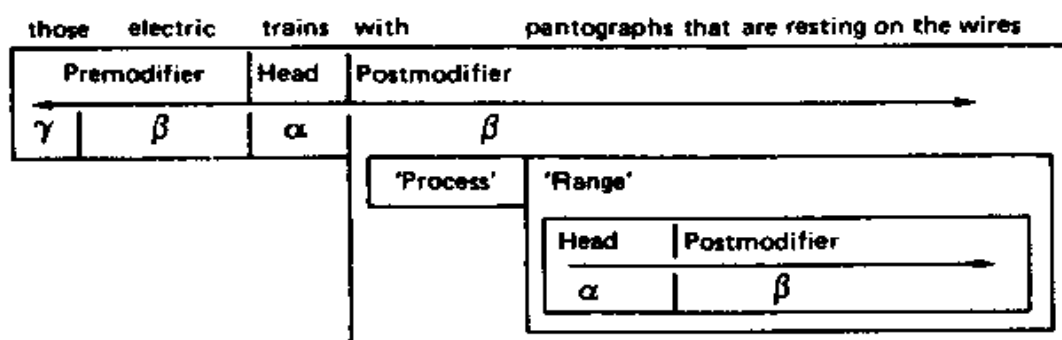 those electric trains with pantographs that are resting on the wires
Premodifier Head Postmodifier
γ β α β
'Process' 'Range'
Head Postmodifier
α β